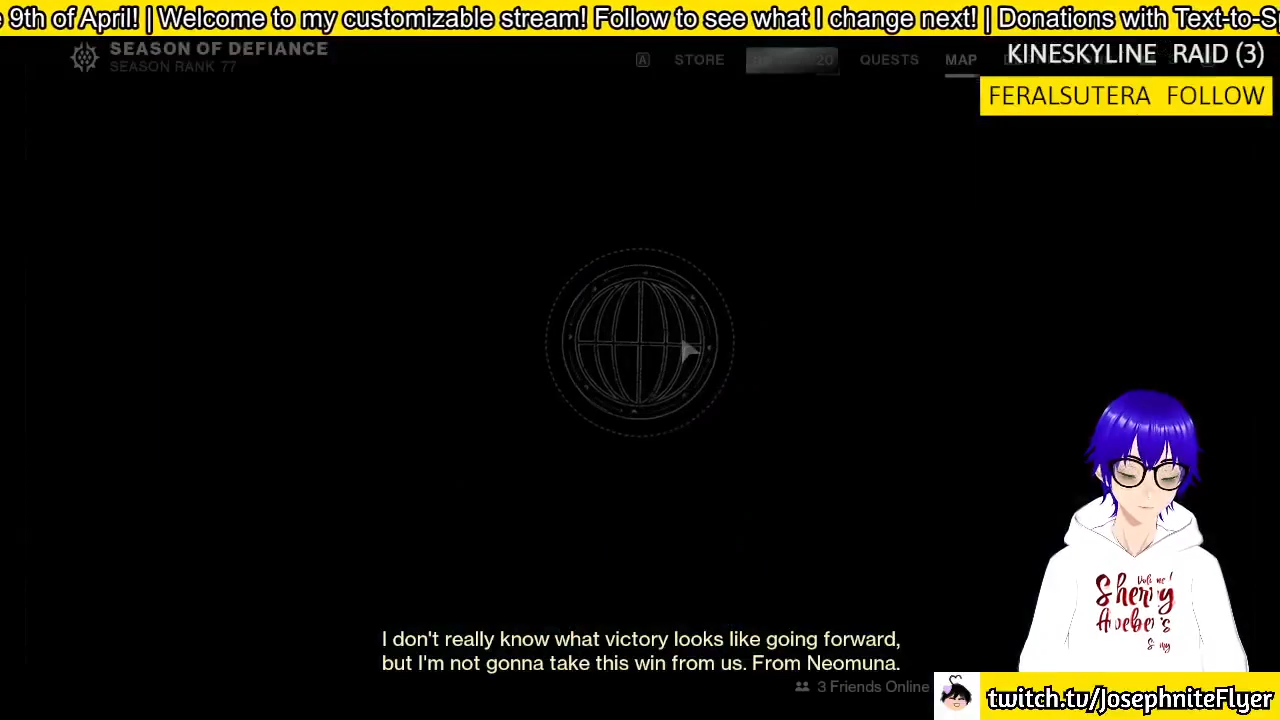 9th of April! | Welcome to my customizable stream! Follow to see what I change next! | Donations with Text-to-S
SEASON OF DEFIANCE
SEASON RANK 77
A STORE 20 QUESTS MAP
KINESKYLINE RAID (3)
FERALSUTERA FOLLOW
I don't really know what victory looks like going forward,
but I'm not gonna take this win from us. From Neomuna.
3 Friends Online
Sherry
twitch.tv/JosephniteFlyer